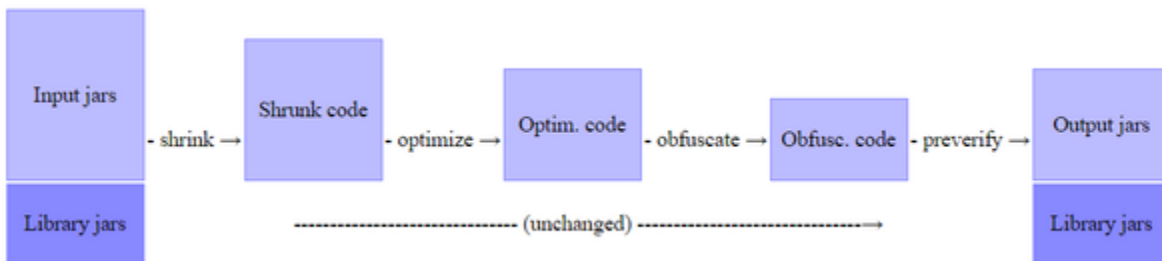 Input jars
- shrink →
Shrunk code
- optimize →
Optim. code
- obfuscate →
Obfusc. code
- preverify →
Output jars
Library jars
------------------------------- (unchanged) -------------------------------→
Library jars